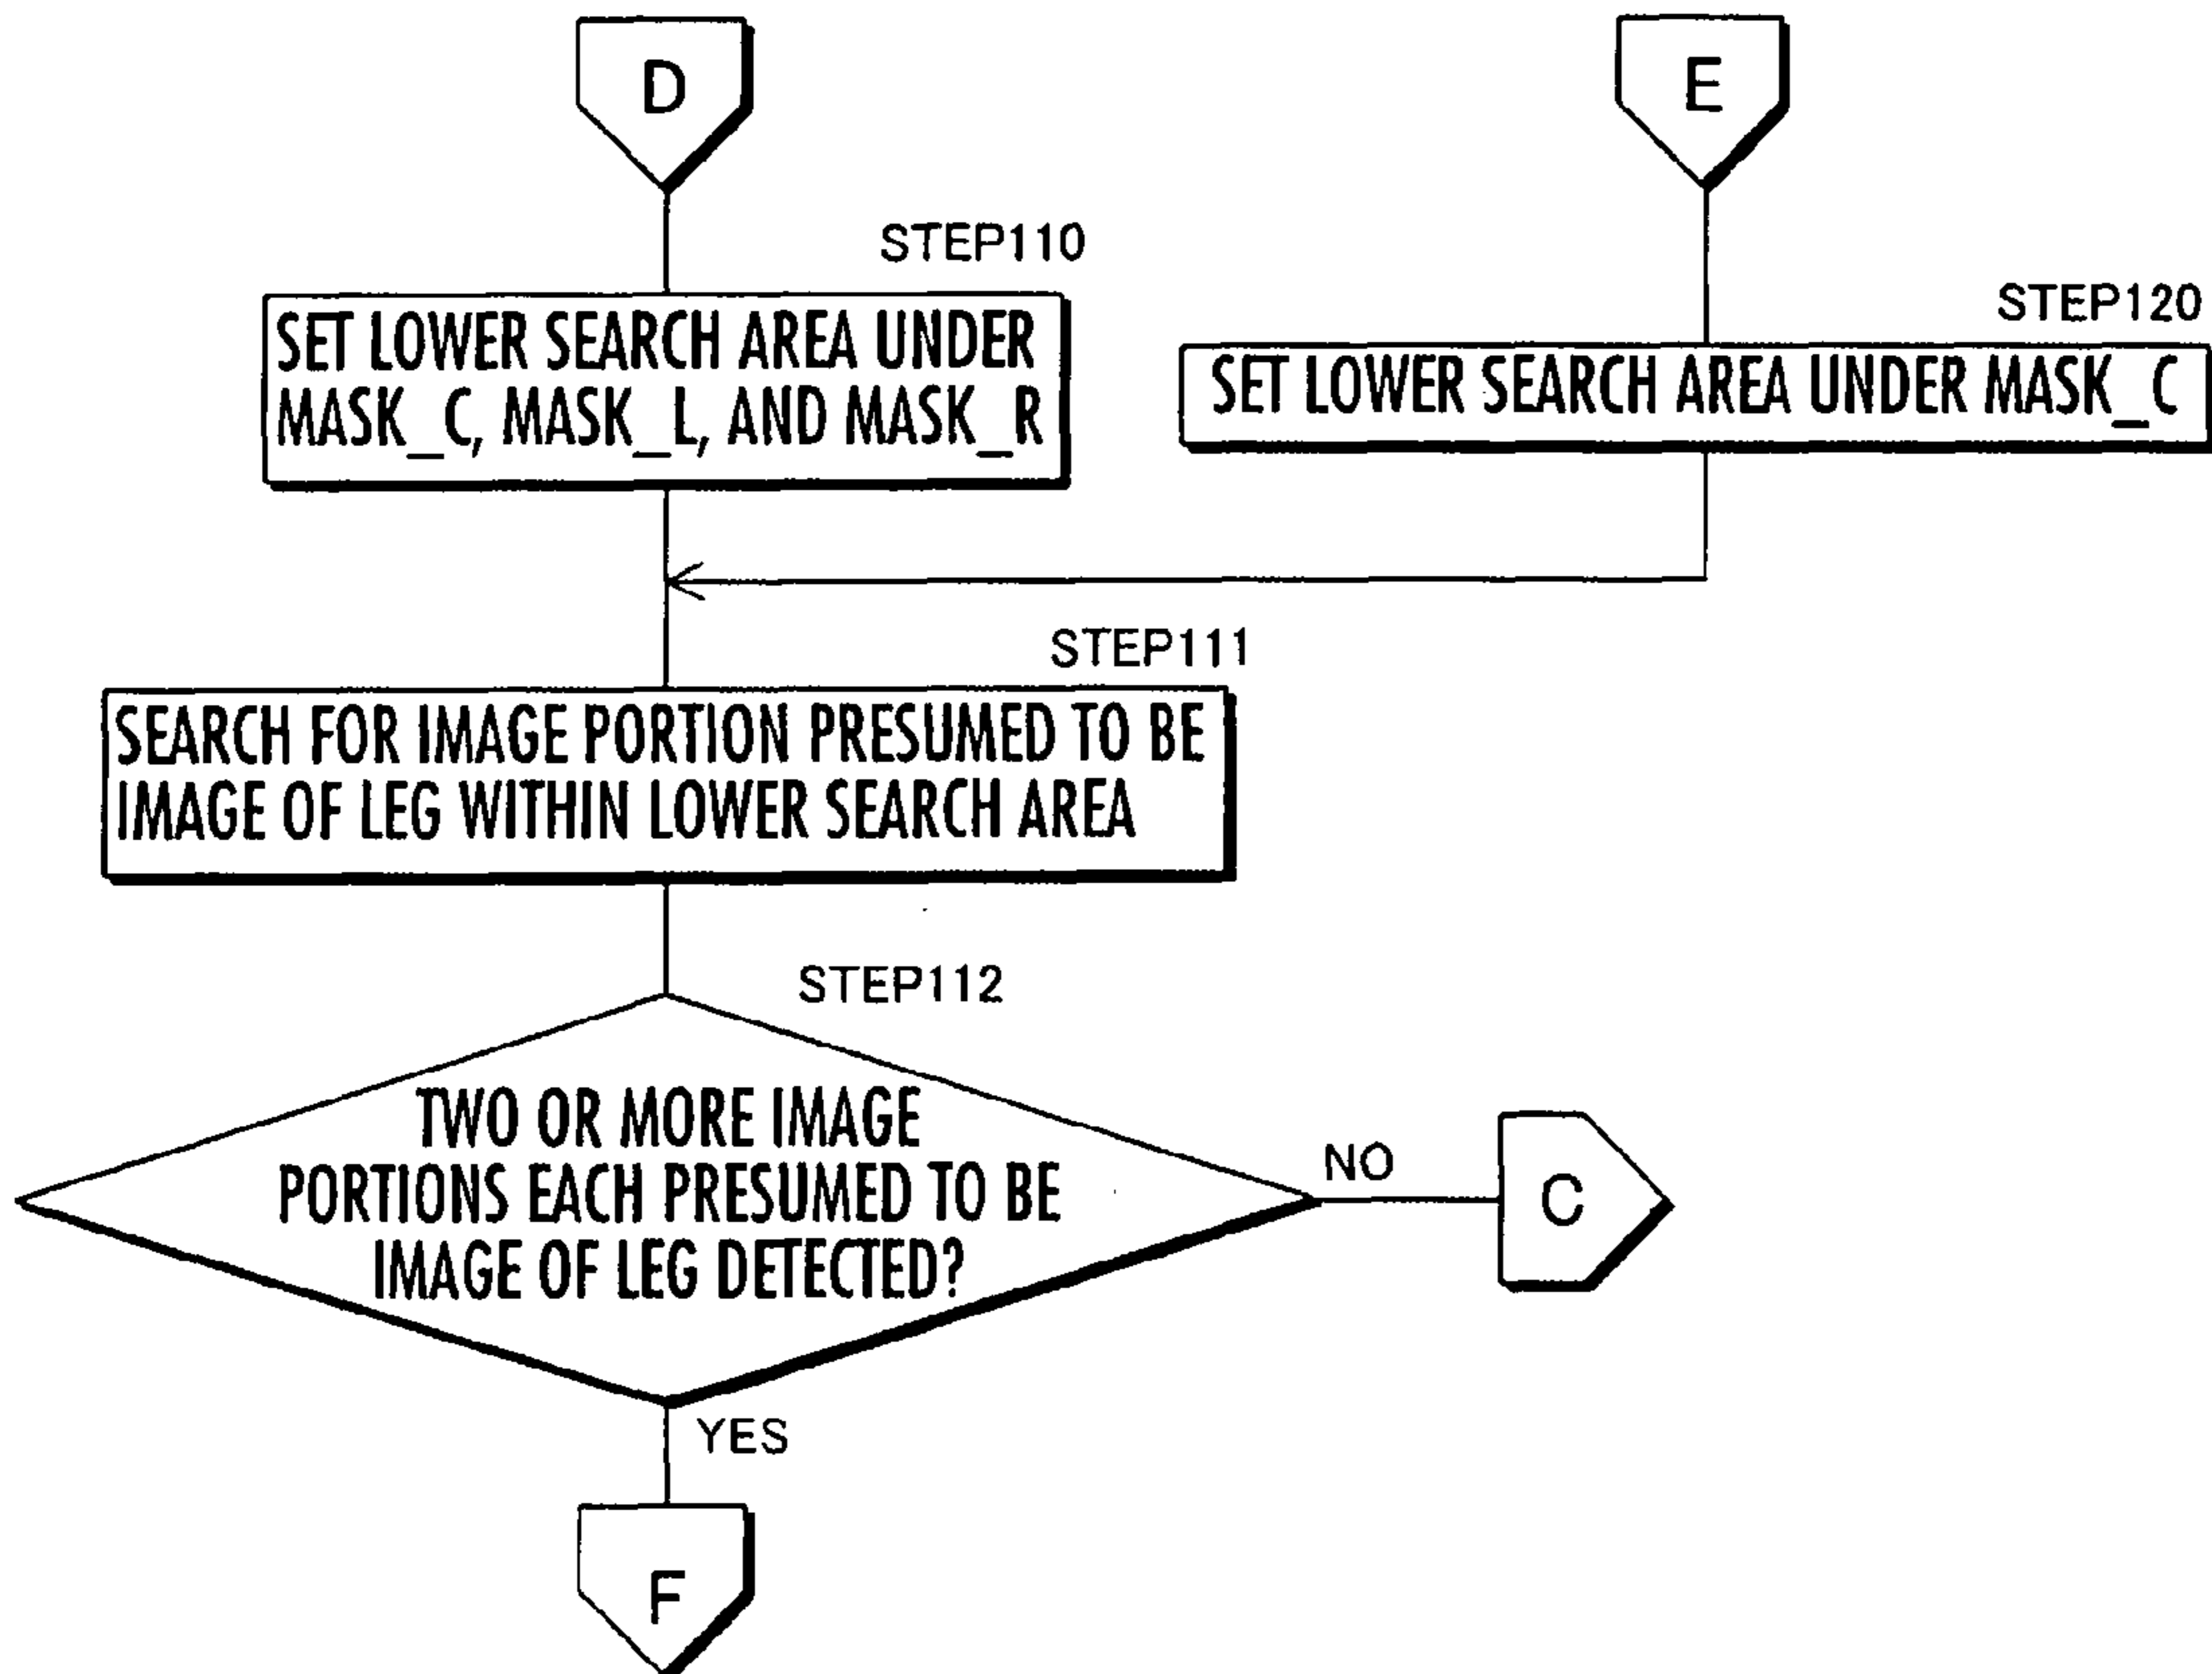 D
E
STEP110
SET LOWER SEARCH AREA UNDER
MASK_C, MASK_L, AND MASK_R
STEP120
SET LOWER SEARCH AREA UNDER MASK_C
STEP111
SEARCH FOR IMAGE PORTION PRESUMED TO BE
IMAGE OF LEG WITHIN LOWER SEARCH AREA
STEP112
TWO OR MORE IMAGE
PORTIONS EACH PRESUMED TO BE
IMAGE OF LEG DETECTED?
NO
C
YES
F